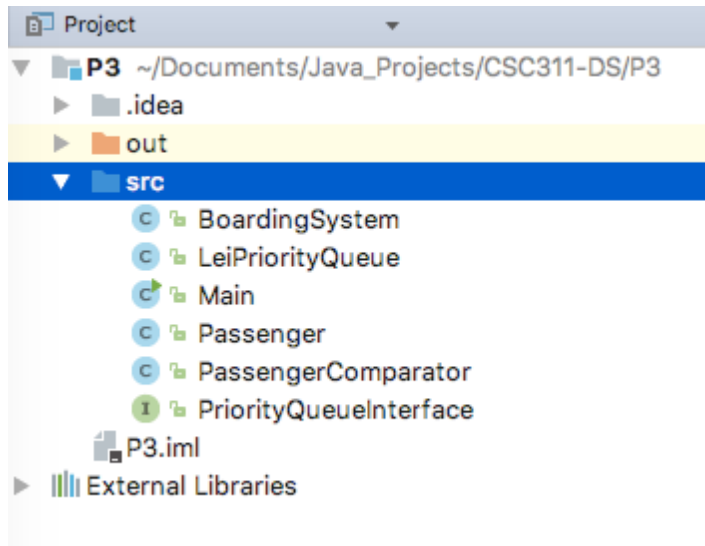 Project
P3 ~/Documents/Java_Projects/CSC311-DS/P3
.idea
out
src
C BoardingSystem
C LeiPriorityQueue
C Main
C Passenger
C PassengerComparator
I PriorityQueueInterface
P3.iml
External Libraries